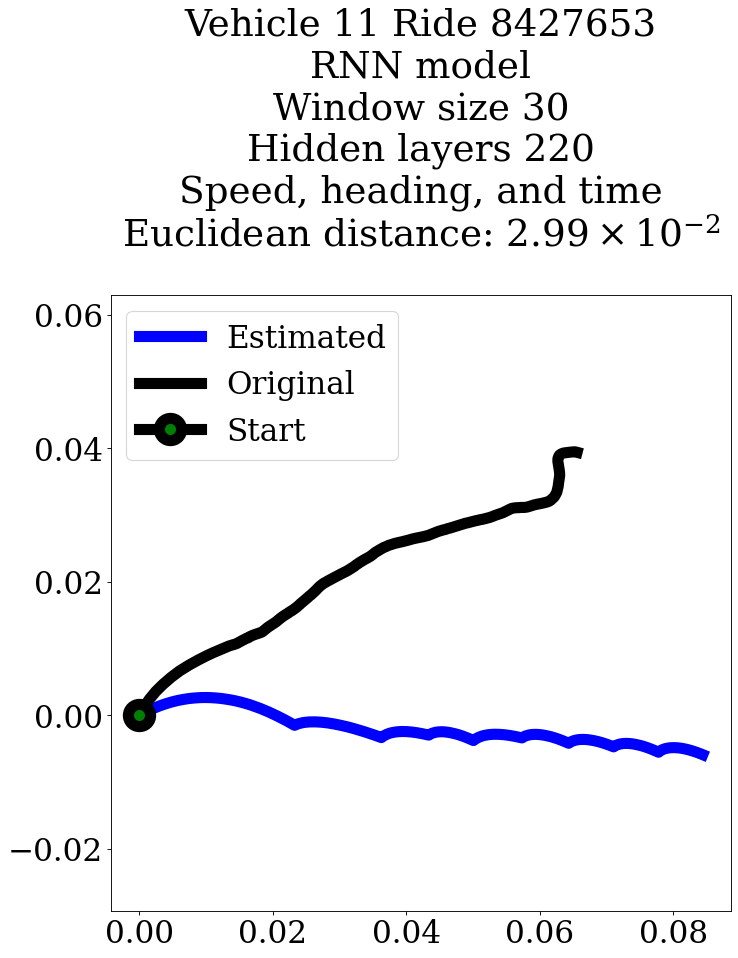 Vehicle 11 Ride 8427653
RNN model
Window size 30
Hidden layers 220
Speed, heading, and time
Euclidean distance: 2.99 × 10⁻²
0.06
0.04
0.02
0.00
−0.02
Estimated
Original
Start
0.00 0.02 0.04 0.06 0.08